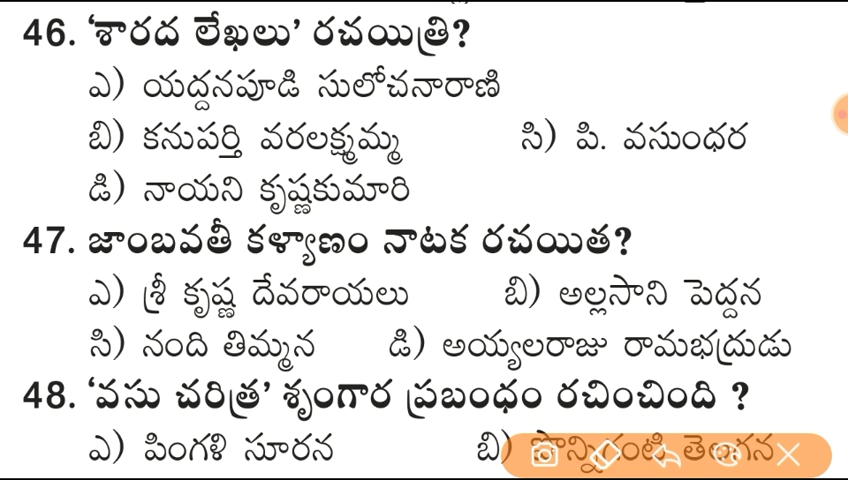 46. 'శారద లేఖలు' రచయిత్రి?
ఎ) యద్దనపూడి సులోచనారాణి
బి) కనుపర్తి వరలక్ష్మమ్మ సి) పి. వసుంధర
డి) నాయని కృష్ణకుమారి
47. జాంబవతీ కళ్యాణం నాటక రచయిత?
ఎ) శ్రీ కృష్ణ దేవరాయలు బి) అల్లసాని పెద్దన
సి) నంది తిమ్మన డి) అయ్యలరాజు రామభద్రుడు
48. 'వసు చరిత్ర' శృంగార ప్రబంధం రచించింది ?
ఎ) పింగళి సూరన బి) పొన్నిగంటి తెలగన